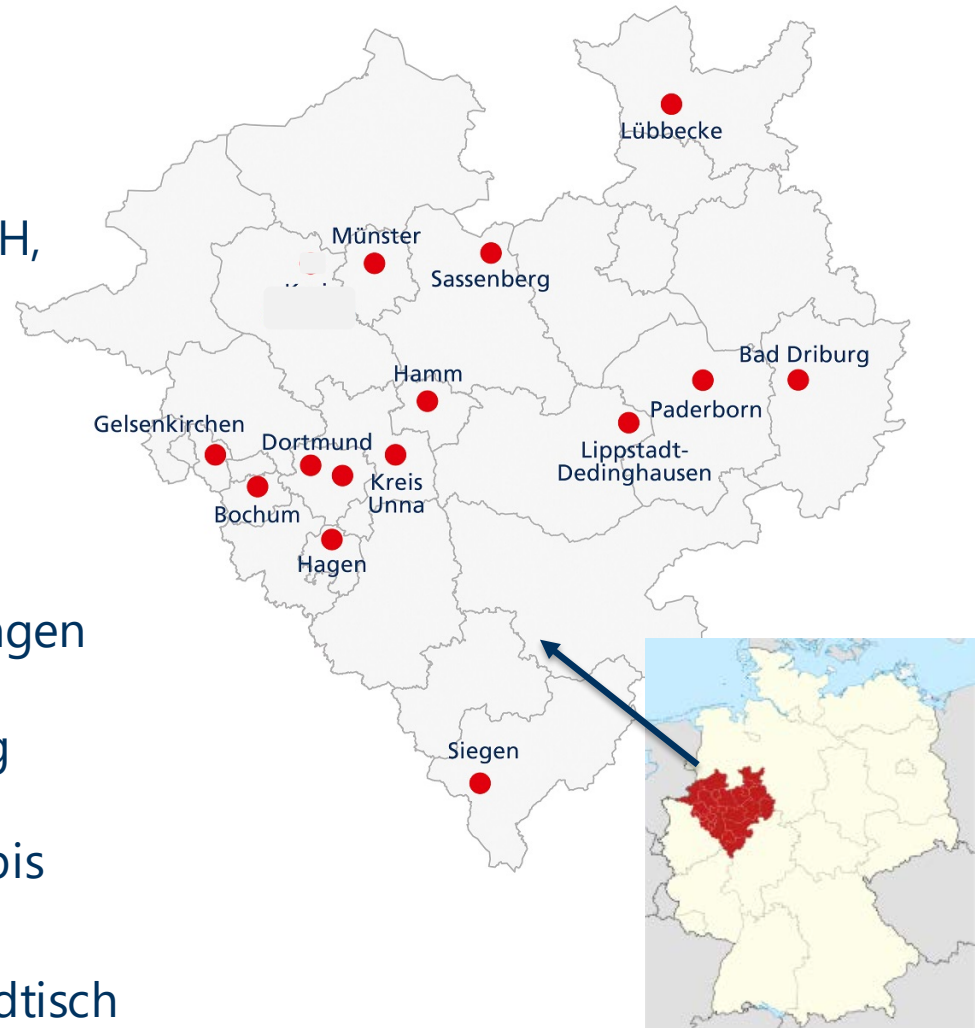 Lübbecke
H,
Münster
Sassenberg
Bad Driburg
Hamm
Paderborn
Gelsenkirchen
Dortmund
Lippstadt-
Dedinghausen
Kreis
Unna
Bochum
Hagen
ngen
Siegen
g
bis
dtisch